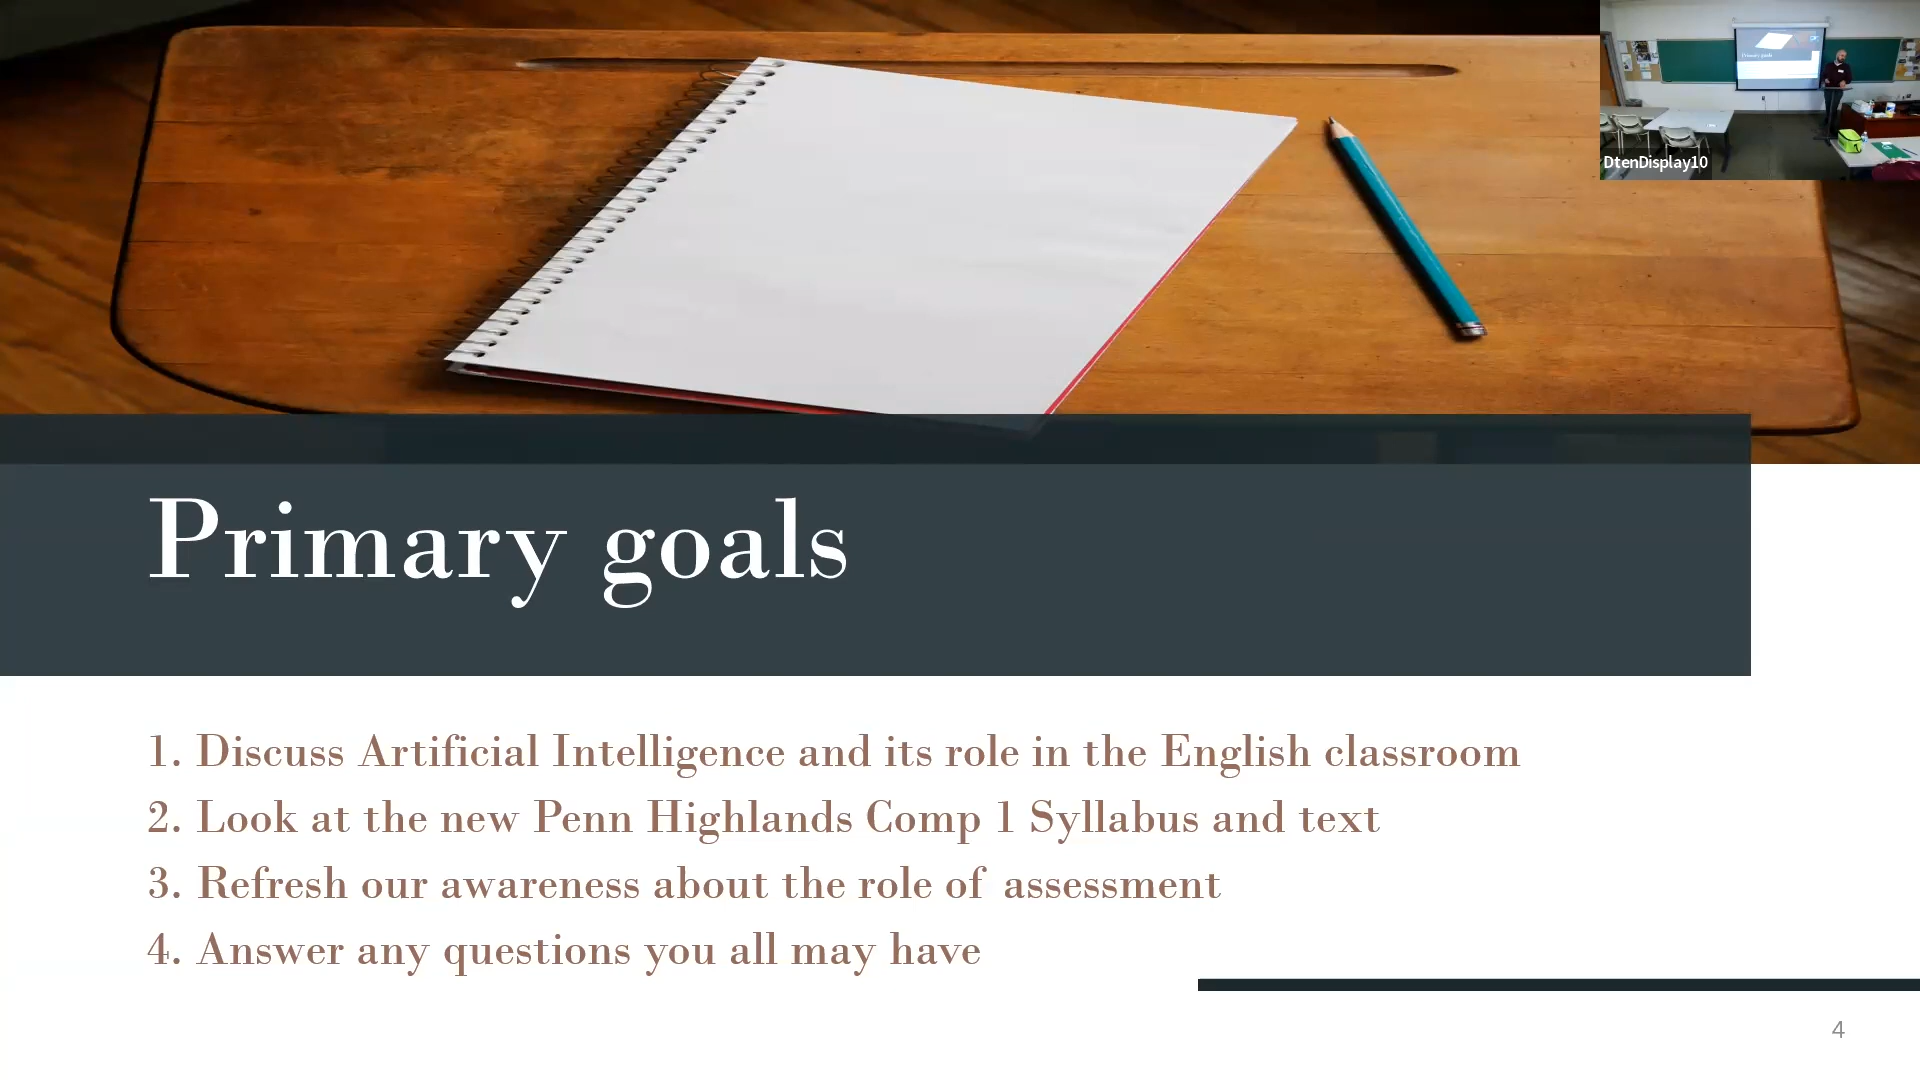 DtenDisplay10
Primary goals
1. Discuss Artificial Intelligence and its role in the English classroom
2. Look at the new Penn Highlands Comp 1 Syllabus and text
3. Refresh our awareness about the role of assessment
4. Answer any questions you all may have
4